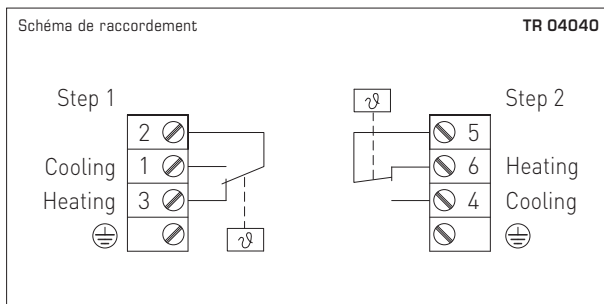 Schéma de raccordement TR 04040
Step 1 ϑ Step 2
2 5
Cooling 1 6 Heating
Heating 3 4 Cooling
ϑ